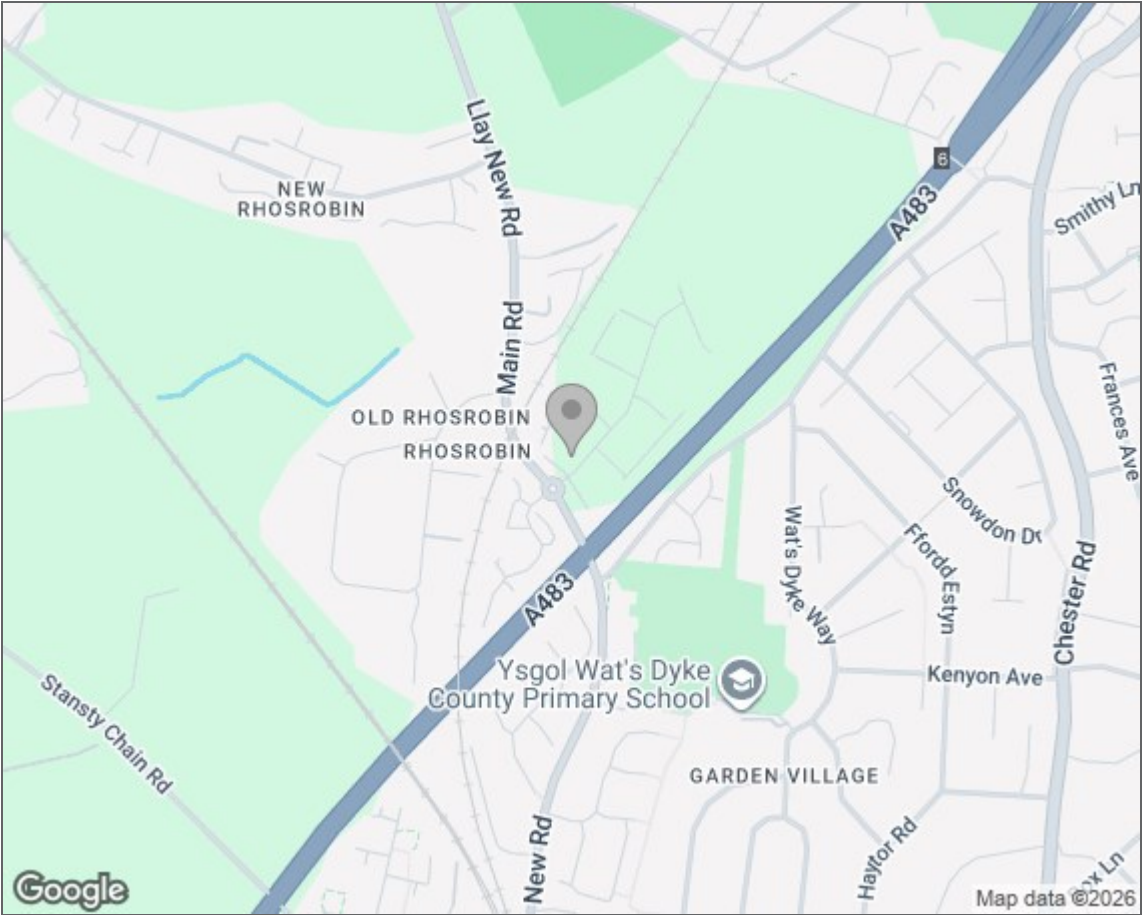 Llay New Rd
NEW
RHOSROBIN
6
A483
Smithy Ln
Main Rd
Frances Ave
OLD RHOSROBIN
RHOSROBIN
Snowdon Dr
Wat's Dyke Way
Ffordd Estyn
Chester Rd
A483
Ysgol Wat's Dyke
County Primary School
Kenyon Ave
Stansty Chain Rd
GARDEN VILLAGE
New Rd
Haytor Rd
Ln
Google
Map data ©2026